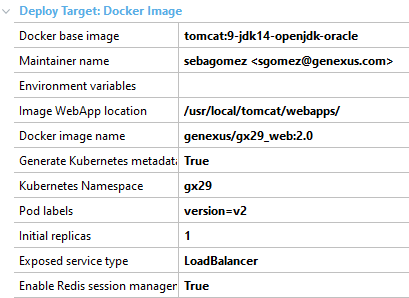 Deploy Target: Docker Image
Docker base image tomcat:9-jdk14-openjdk-oracle
Maintainer name sebagomez <sgomez@genexus.com>
Environment variables
Image WebApp location /usr/local/tomcat/webapps/
Docker image name genexus/gx29_web:2.0
Generate Kubernetes metadata True
Kubernetes Namespace gx29
Pod labels version=v2
Initial replicas 1
Exposed service type LoadBalancer
Enable Redis session managem True